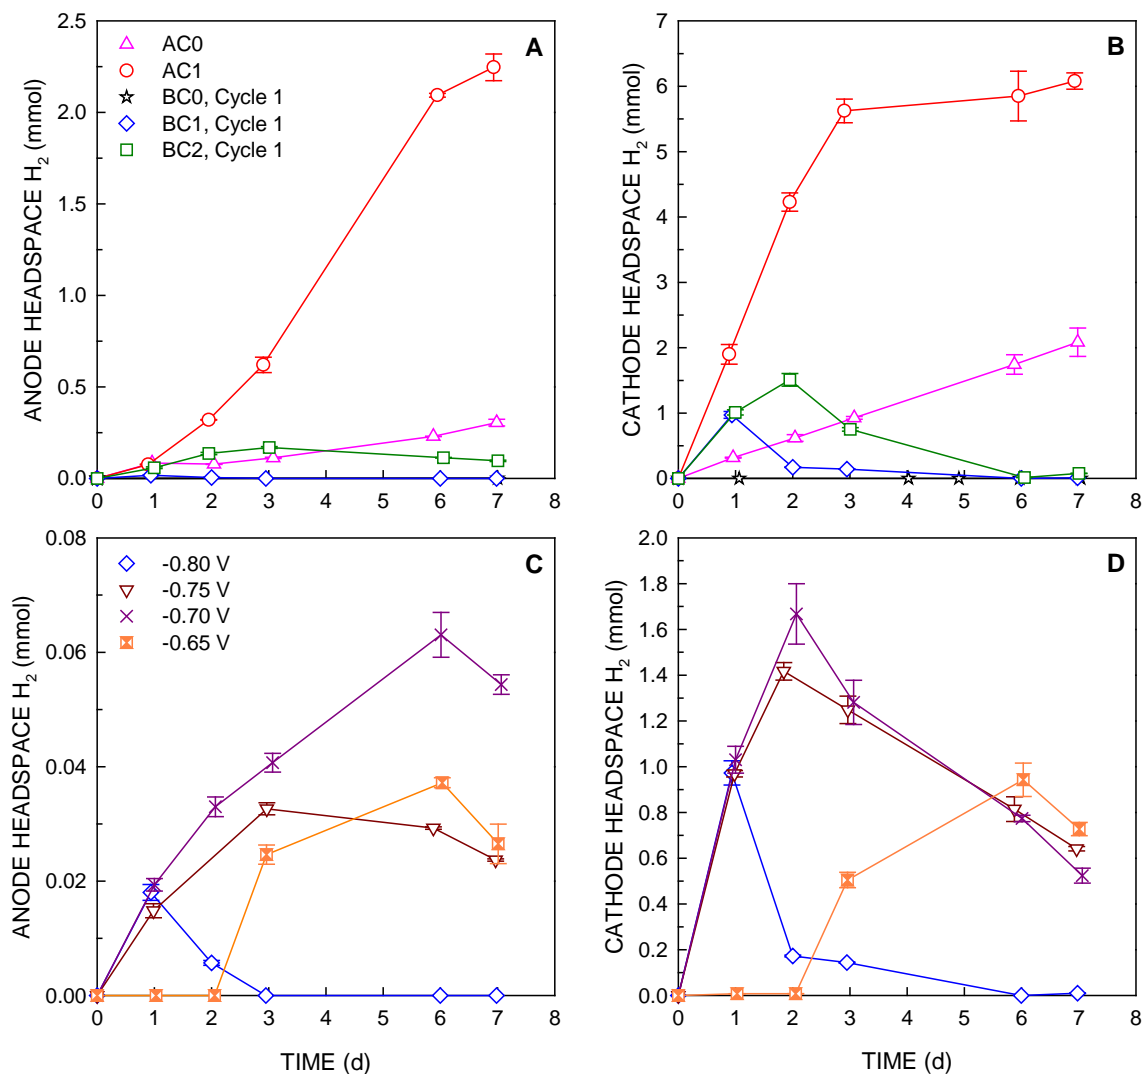 A
ANODE HEADSPACE H2 (mmol)
2.5
2.0
1.5
1.0
0.5
0.0
0 1 2 3 4 5 6 7 8
AC0
AC1
BC0, Cycle 1
BC1, Cycle 1
BC2, Cycle 1
B
CATHODE HEADSPACE H2 (mmol)
7
6
5
4
3
2
1
0
0 1 2 3 4 5 6 7 8
C
ANODE HEADSPACE H2 (mmol)
0.08
0.06
0.04
0.02
0.00
0 1 2 3 4 5 6 7 8
TIME (d)
-0.80 V
-0.75 V
-0.70 V
-0.65 V
D
CATHODE HEADSPACE H2 (mmol)
2.0
1.8
1.6
1.4
1.2
1.0
0.8
0.6
0.4
0.2
0.0
0 1 2 3 4 5 6 7 8
TIME (d)